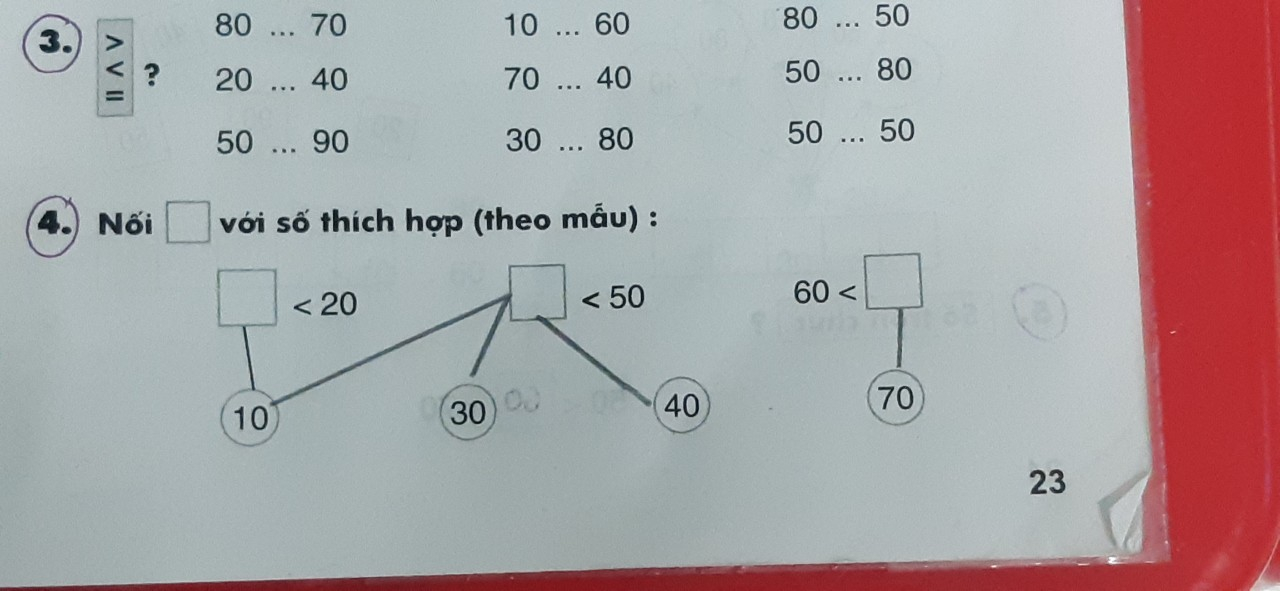 3. > 80 ... 70 10 ... 60 80 ... 50
< ? 20 ... 40 70 ... 40 50 ... 80
= 50 ... 90 30 ... 80 50 ... 50
4. Nối □ với số thích hợp (theo mẫu) :
□ < 20 □ < 50 60 < □
10 30 40 70
23